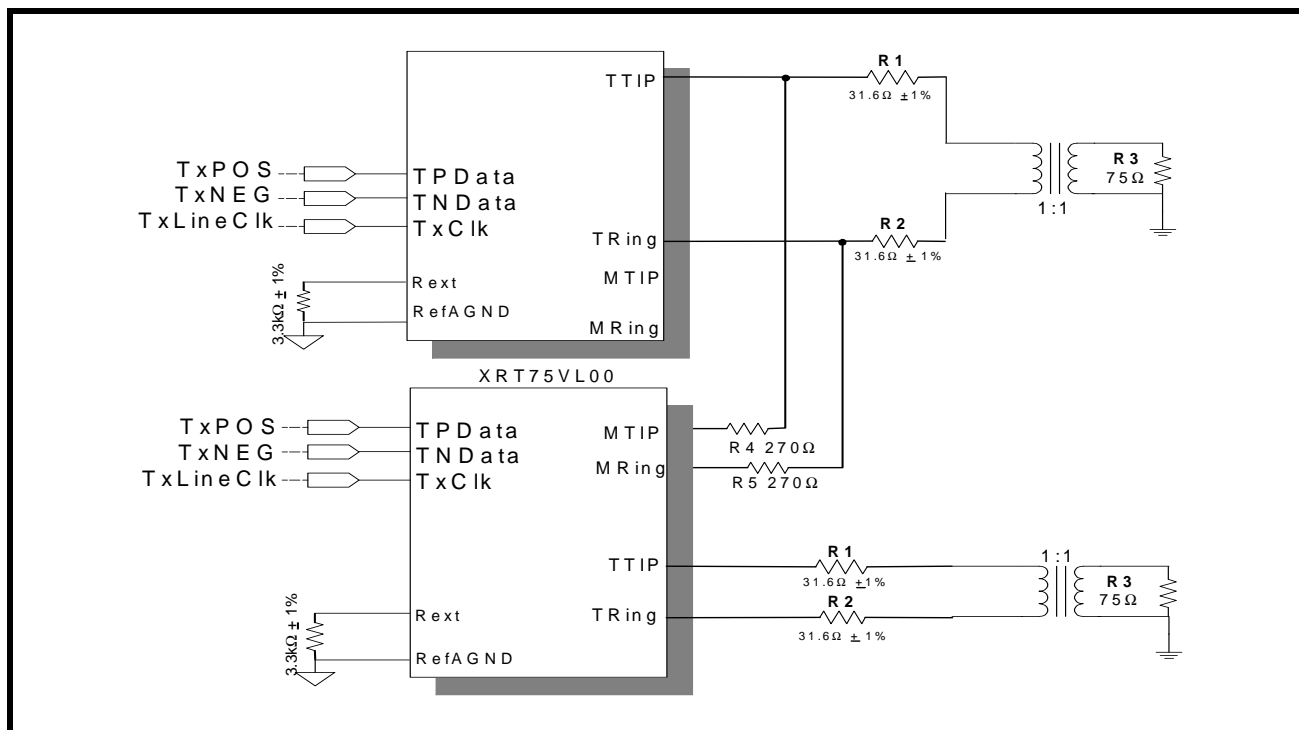 TTIP
R1
31.6Ω ±1%
TxPOS
TPData
TxNEG
TNData
TxLineClk
TxClk
R3
75Ω
1:1
TRing
R2
31.6Ω ± 1%
MTIP
Rext
3.3kΩ ± 1%
RefAGND
MRing
XRT75VL00
TxPOS
TPData
TxNEG
TNData
TxLineClk
TxClk
MTIP
R4 270Ω
MRing
R5 270Ω
TTIP
R1
31.6Ω ±1%
1:1
R3
75Ω
Rext
TRing
R2
31.6Ω ± 1%
3.3kΩ ± 1%
RefAGND